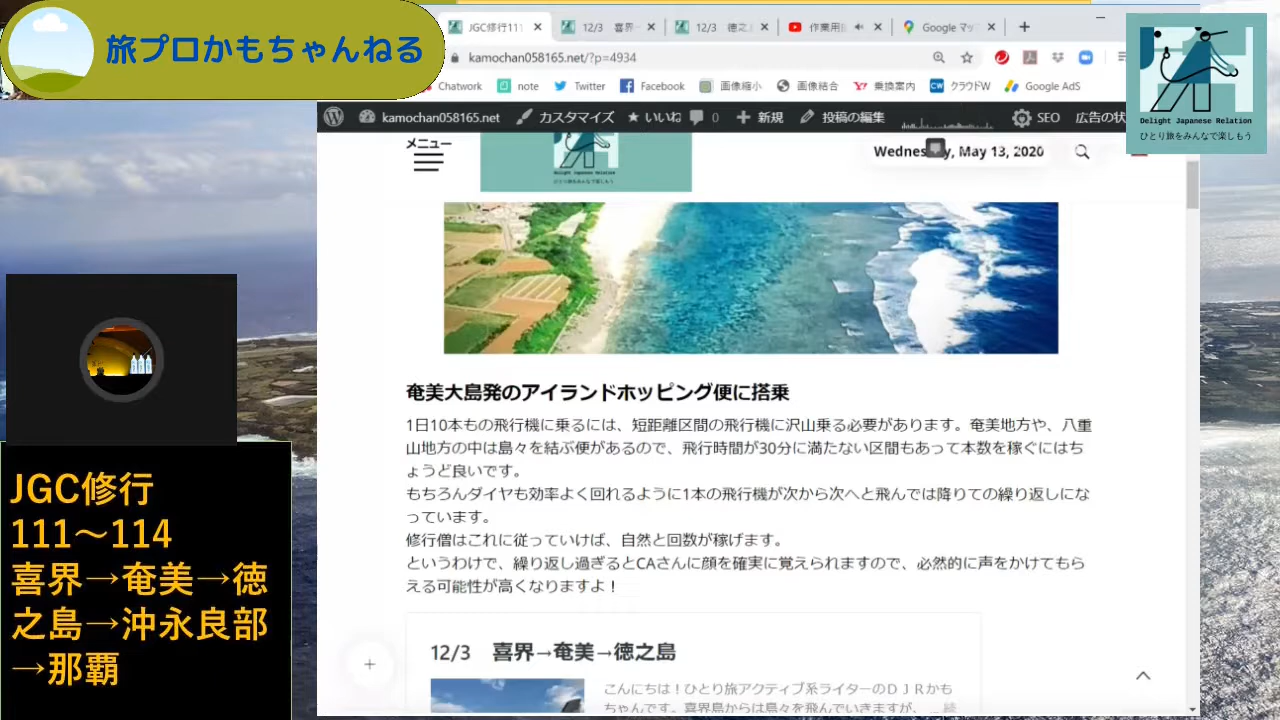 旅プロかもちゃんねる
JGC修行111
12/3 喜界
12/3 徳之
作業用
Google マッ
kamochan058165.net/?p=4934
Chatwork note Twitter Facebook 画像縮小 画像結合 乗換案内 クラウドW Google AdS
kamochan058165.net カスタマイズ いいね 0 新規 投稿の編集 SEO 広告の状
Delight Japanese Relation
ひとり旅をみんなで楽しもう
メニュー
Delight Japanese Relation
ひとり旅をみんなで楽しもう
Wednesday, May 13, 2020
奄美大島発のアイランドホッピング便に搭乗
1日10本もの飛行機に乗るには、短距離区間の飛行機に沢山乗る必要があります。奄美地方や、八重
山地方の中は島々を結ぶ便があるので、飛行時間が30分に満たない区間もあって本数を稼ぐにはち
ょうど良いです。
もちろんダイヤも効率よく回れるように1本の飛行機が次から次へと飛んでは降りての繰り返しにな
っています。
修行僧はこれに従っていけば、自然と回数が稼げます。
というわけで、繰り返し過ぎるとCAさんに顔を確実に覚えられますので、必然的に声をかけてもら
える可能性が高くなりますよ！
12/3 喜界→奄美→徳之島
こんにちは！ひとり旅アクティブ系ライターのＤＪＲかも
ちゃんです。喜界島からは島々を飛んでいきますが、 ... 続
JGC修行
111〜114
喜界→奄美→徳
之島→沖永良部
→那覇